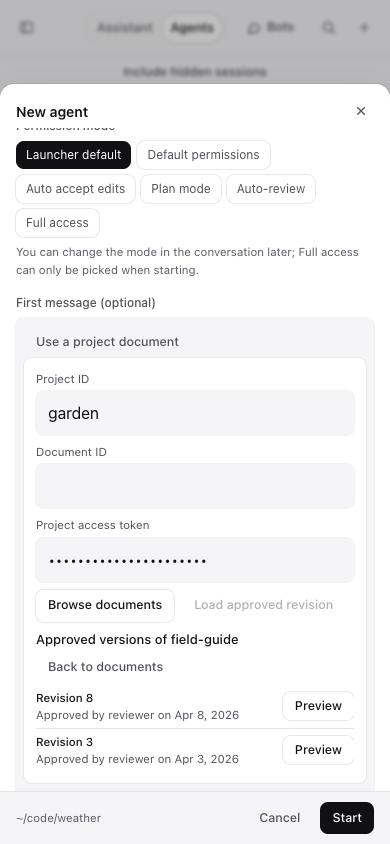 Assistant
Agents
Bots
Include hidden sessions
New agent
Permission mode
Launcher default
Default permissions
Auto accept edits
Plan mode
Auto-review
Full access
You can change the mode in the conversation later; Full access
can only be picked when starting.
First message (optional)
Use a project document
Project ID
garden
Document ID
Project access token
••••••••••••••••••••••
Browse documents
Load approved revision
Approved versions of field-guide
Back to documents
Revision 8
Approved by reviewer on Apr 8, 2026
Preview
Revision 3
Approved by reviewer on Apr 3, 2026
Preview
~/code/weather
Cancel
Start